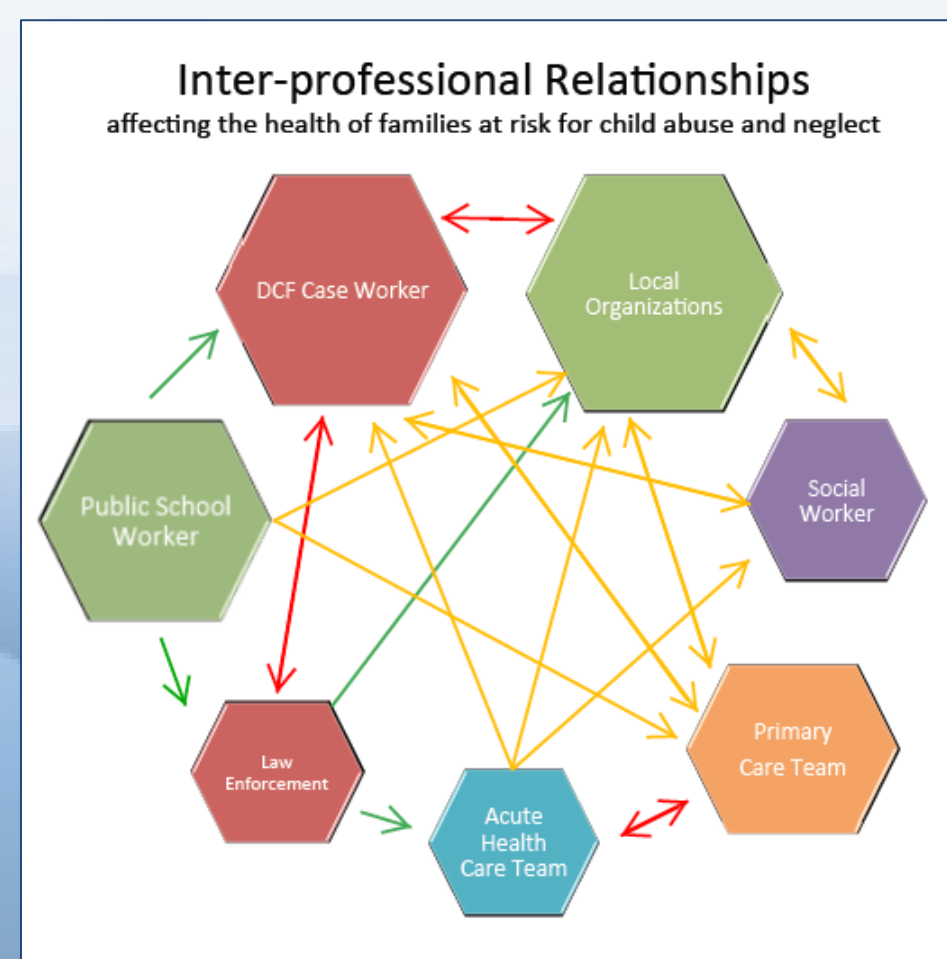 Inter-professional Relationships
affecting the health of families at risk for child abuse and neglect
DCF Case Worker
Local
Organizations
Public School
Worker
Social
Worker
Law
Enforcement
Acute
Health
Care Team
Primary
Care Team